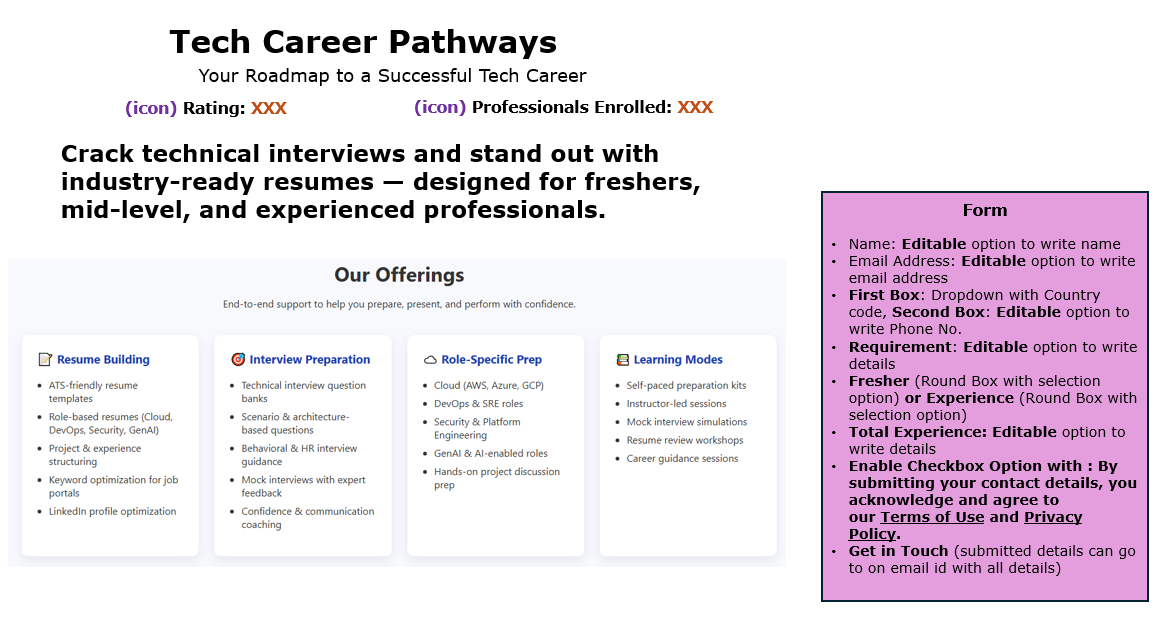 Tech Career Pathways
Your Roadmap to a Successful Tech Career
(icon) Rating: XXX
(icon) Professionals Enrolled: XXX
Crack technical interviews and stand out with
industry-ready resumes — designed for freshers,
mid-level, and experienced professionals.
Our Offerings
End-to-end support to help you prepare, present, and perform with confidence.
Resume Building
• ATS-friendly resume
templates
• Role-based resumes (Cloud,
DevOps, Security, GenAI)
• Project & experience
structuring
• Keyword optimization for job
portals
• LinkedIn profile optimization
Interview Preparation
• Technical interview question
banks
• Scenario & architecture-
based questions
• Behavioral & HR interview
guidance
• Mock interviews with expert
feedback
• Confidence & communication
coaching
Role-Specific Prep
• Cloud (AWS, Azure, GCP)
• DevOps & SRE roles
• Security & Platform
Engineering
• GenAI & AI-enabled roles
• Hands-on project discussion
prep
Learning Modes
• Self-paced preparation kits
• Instructor-led sessions
• Mock interview simulations
• Resume review workshops
• Career guidance sessions
Form
• Name: Editable option to write name
• Email Address: Editable option to write
email address
• First Box: Dropdown with Country
code, Second Box: Editable option to
write Phone No.
• Requirement: Editable option to write
details
• Fresher (Round Box with selection
option) or Experience (Round Box with
selection option)
• Total Experience: Editable option to
write details
• Enable Checkbox Option with : By
submitting your contact details, you
acknowledge and agree to
our Terms of Use and Privacy
Policy.
• Get in Touch (submitted details can go
to on email id with all details)